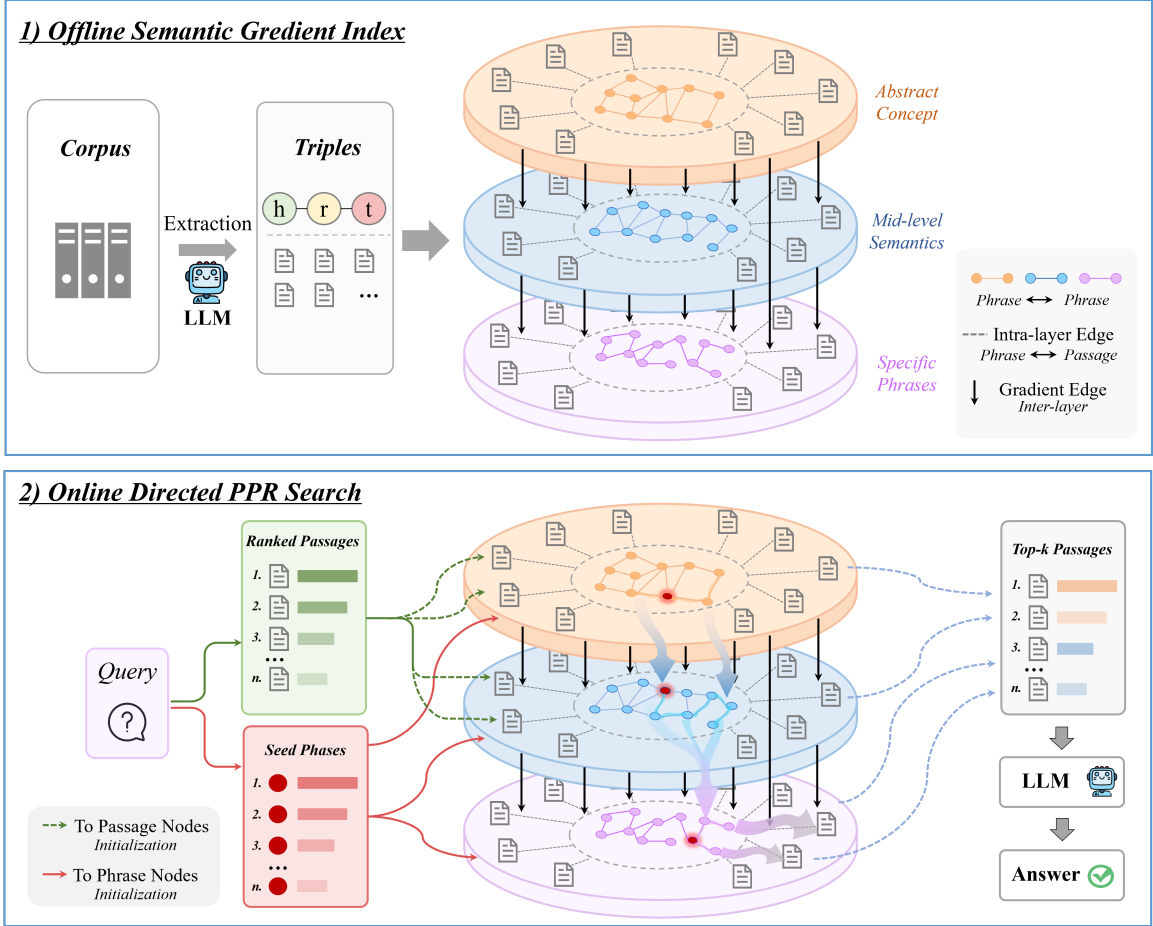 1) Offline Semantic Gredient Index
Corpus
Extraction
AI
LLM
Triples
h
r
t
...
Abstract
Concept
Mid-level
Semantics
Specific
Phrases
Phrase
Phrase
Intra-layer Edge
Phrase
Passage
Gradient Edge
Inter-layer
2) Online Directed PPR Search
Query
?
Ranked Passages
1.
2.
3.
...
n.
Seed Phases
1.
2.
3.
...
n.
To Passage Nodes
Initialization
To Phrase Nodes
Initialization
Top-k Passages
1.
2.
3.
...
n.
LLM
AI
Answer